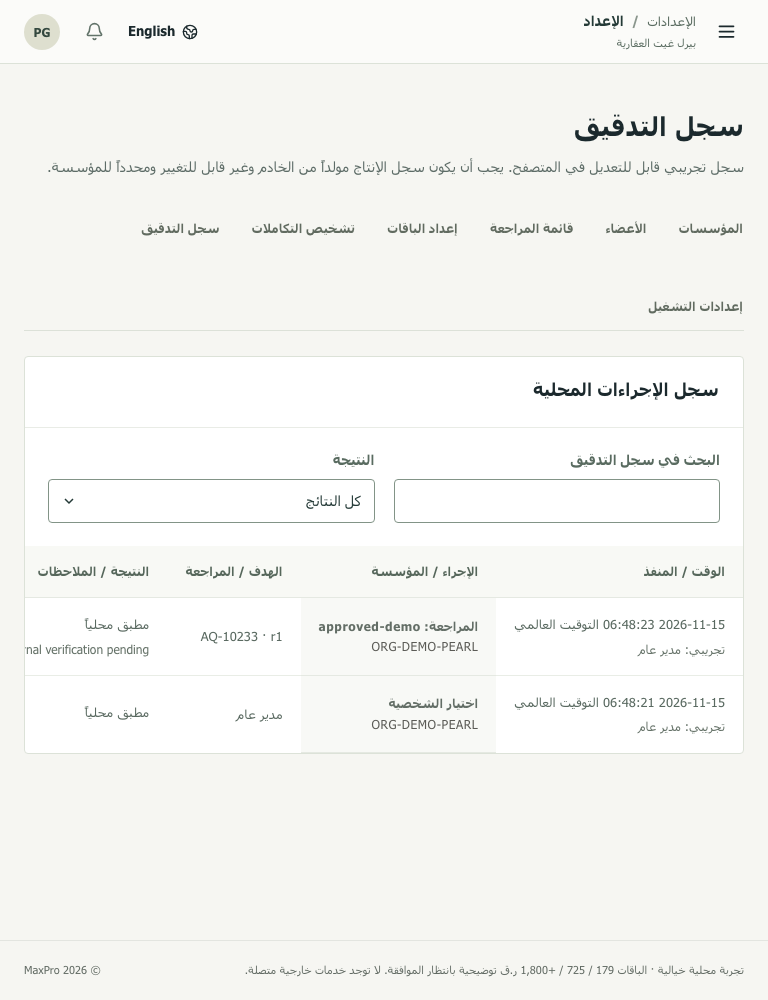 الإعدادات / الإعداد
بيرل غيت العقارية
English
PG
سجل التدقيق
سجل تجريبي قابل للتعديل في المتصفح. يجب أن يكون سجل الإنتاج مولداً من الخادم وغير قابل للتغيير ومحدداً للمؤسسة.
المؤسسات الأعضاء قائمة المراجعة إعداد الباقات تشخيص التكاملات سجل التدقيق
إعدادات التشغيل
سجل الإجراءات المحلية
البحث في سجل التدقيق
النتيجة
كل النتائج
الوقت / المنفذ الإجراء / المؤسسة الهدف / المراجعة النتيجة / الملاحظات
2026-11-15 06:48:23 التوقيت العالمي
تجريبي: مدير عام
المراجعة: approved-demo
ORG-DEMO-PEARL
AQ-10233 · r1
مطبق محلياً
verification pending
2026-11-15 06:48:21 التوقيت العالمي
تجريبي: مدير عام
اختيار الشخصية
ORG-DEMO-PEARL
مدير عام
مطبق محلياً
تجربة محلية خيالية · الباقات 179 / 725 / +1,800 ر.ق توضيحية بانتظار الموافقة. لا توجد خدمات خارجية متصلة.
© 2026 MaxPro